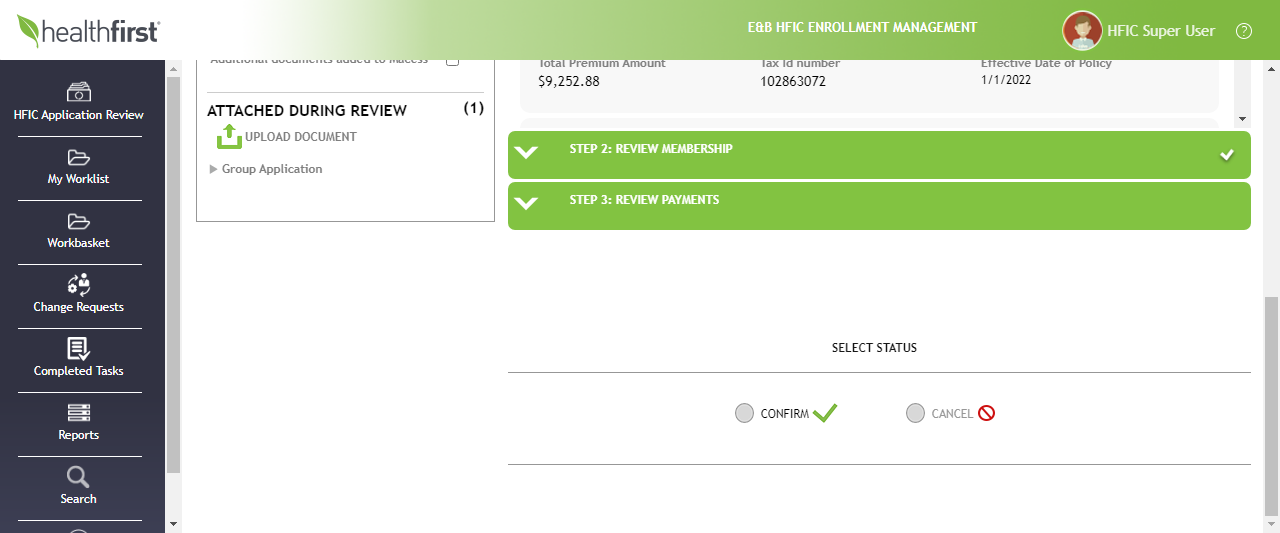 healthfirst
E&B HFIC ENROLLMENT MANAGEMENT
HFIC Super User
?
HFIC Application Review
My Worklist
Workbasket
Change Requests
Completed Tasks
Reports
Search
Additional documents added to Macess
ATTACHED DURING REVIEW (1)
UPLOAD DOCUMENT
Group Application
Total Premium Amount Tax Id number Effective Date of Policy
$9,252.88 102863072 1/1/2022
STEP 2: REVIEW MEMBERSHIP
STEP 3: REVIEW PAYMENTS
SELECT STATUS
CONFIRM CANCEL